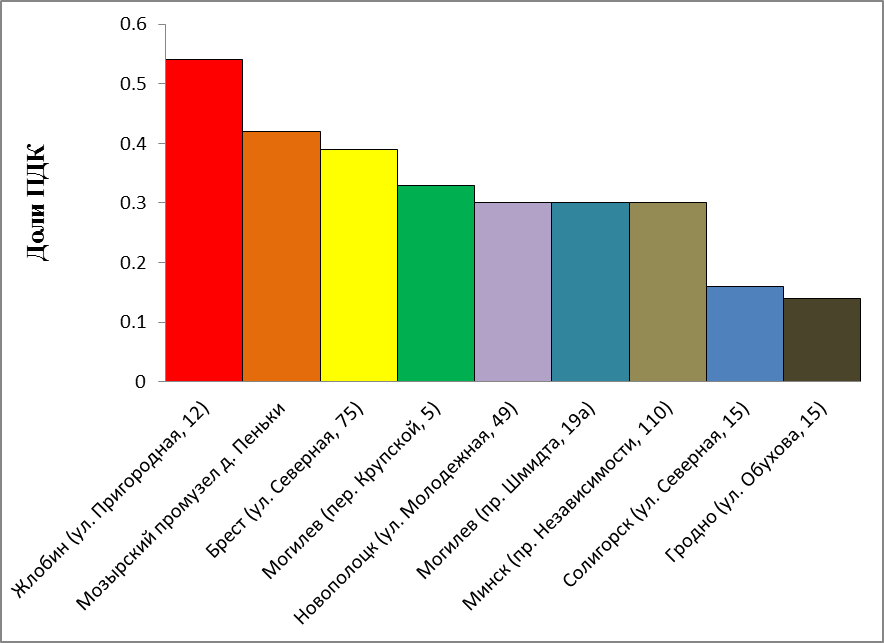 Доли ПДК
0.6
0.5
0.4
0.3
0.2
0.1
0
Жлобин (ул. Пригородная, 12)
Мозырский промузел д. Пеньки
Брест (ул. Северная, 75)
Могилев (пер. Крупской, 5)
Новополоцк (ул. Молодежная, 49)
Могилев (пр. Шмидта, 19а)
Минск (пр. Независимости, 110)
Солигорск (ул. Северная, 15)
Гродно (ул. Обухова, 15)